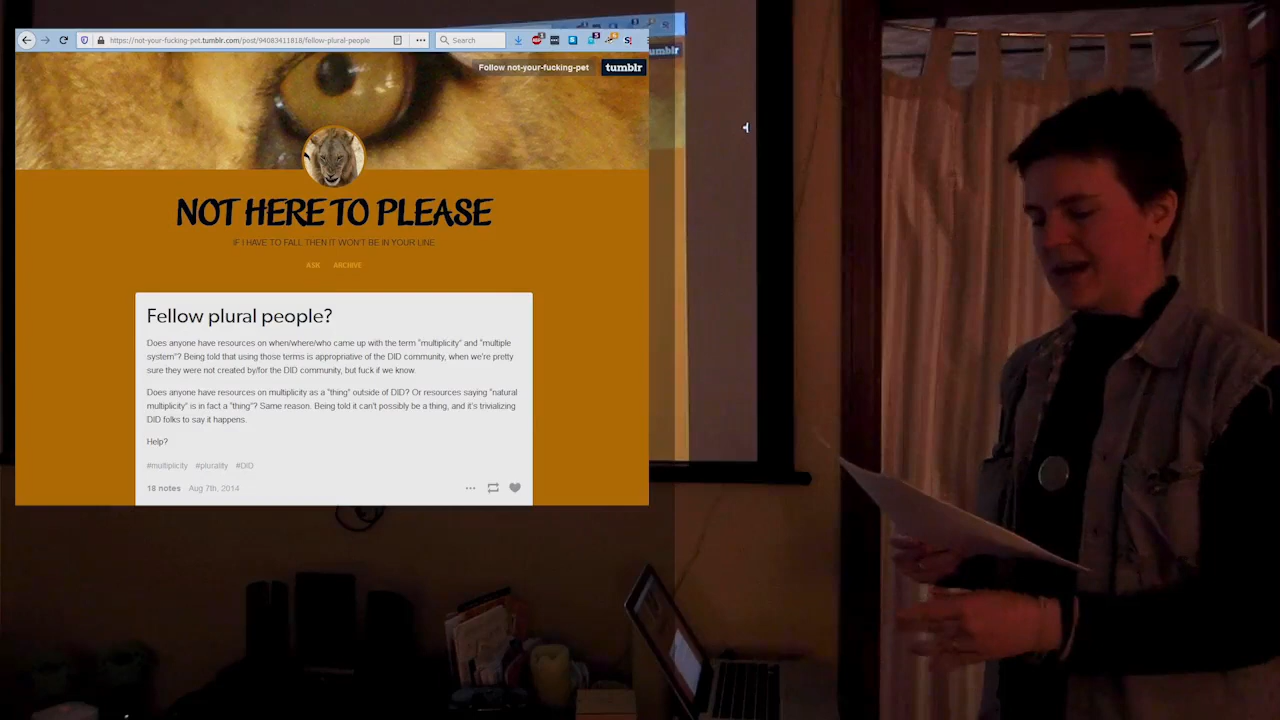 https://not-your-fucking-pet.tumblr.com/post/94083411818/fellow-plural-people
Search
Follow not-your-fucking-pet
tumblr
NOT HERE TO PLEASE
IF I HAVE TO FALL THEN IT WON'T BE IN YOUR LINE
ASK ARCHIVE
Fellow plural people?
Does anyone have resources on when/where/who came up with the term "multiplicity" and "multiple
system"? Being told that using those terms is appropriative of the DID community, when we're pretty
sure they were not created by/for the DID community, but fuck if we know.
Does anyone have resources on multiplicity as a "thing" outside of DID? Or resources saying "natural
multiplicity" is in fact a "thing"? Same reason. Being told it can't possibly be a thing, and it's trivializing
DID folks to say it happens.
Help?
#multiplicity #plurality #DID
18 notes Aug 7th, 2014